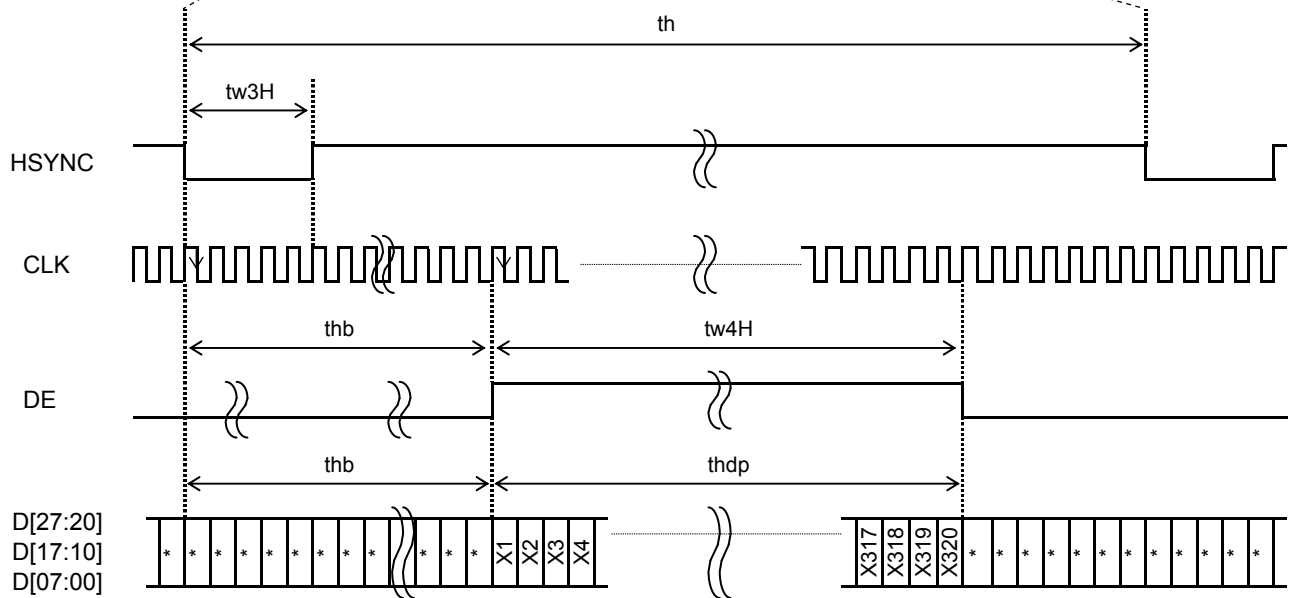 th
tw3H
HSYNC
CLK
thb tw4H
DE
thb thdp
D[27:20]
D[17:10]
D[07:00]
* * * * * * * * * * * * X1 X2 X3 X4 X317 X318 X319 X320 * * * * * * * * * * * *